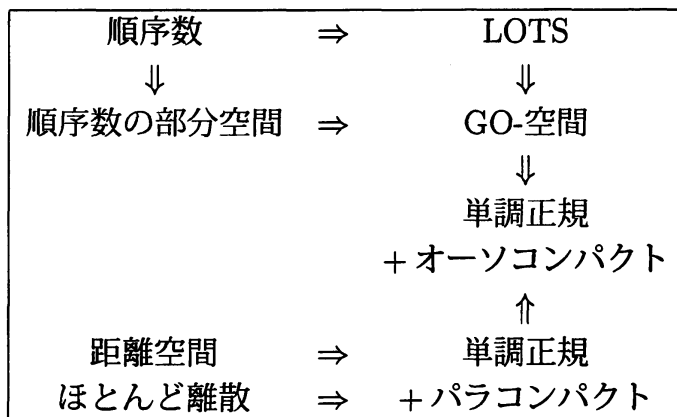 順序数 ⇒ LOTS
⇓ ⇓
順序数の部分空間 ⇒ GO-空間
⇓
単調正規
+ オーソコンパクト
⇑
距離空間 ⇒ 単調正規
ほとんど離散 ⇒ + パラコンパクト